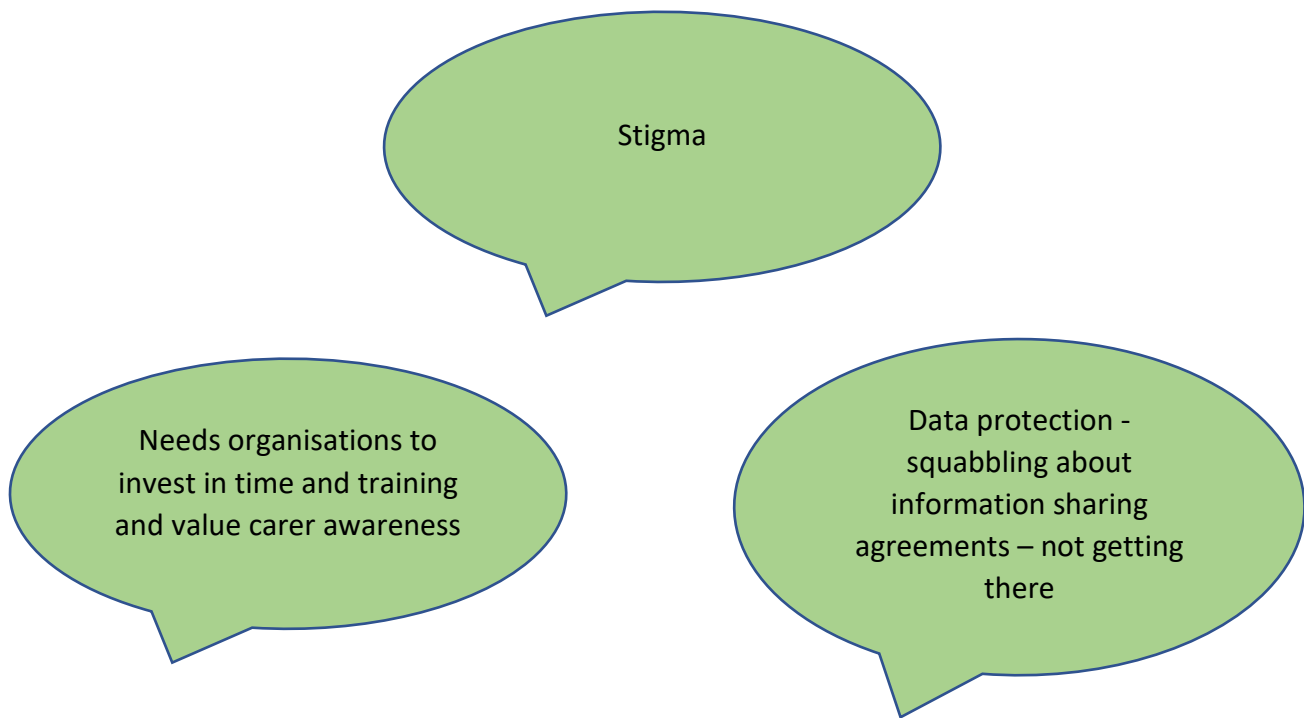 Stigma
Needs organisations to
invest in time and training
and value carer awareness
Data protection -
squabbling about
information sharing
agreements – not getting
there